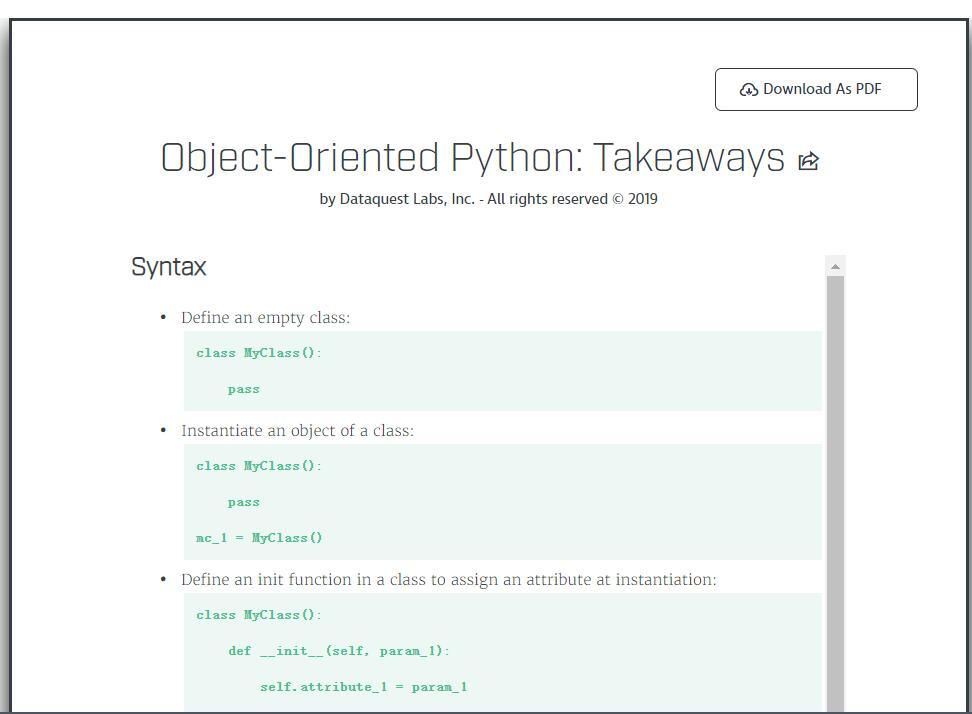 Download As PDF
Object-Oriented Python: Takeaways
by Dataquest Labs, Inc. - All rights reserved © 2019
Syntax
• Define an empty class:
class MyClass():
    pass
• Instantiate an object of a class:
class MyClass():
    pass
mc_1 = MyClass()
• Define an init function in a class to assign an attribute at instantiation:
class MyClass():
    def __init__(self, param_1):
        self.attribute_1 = param_1